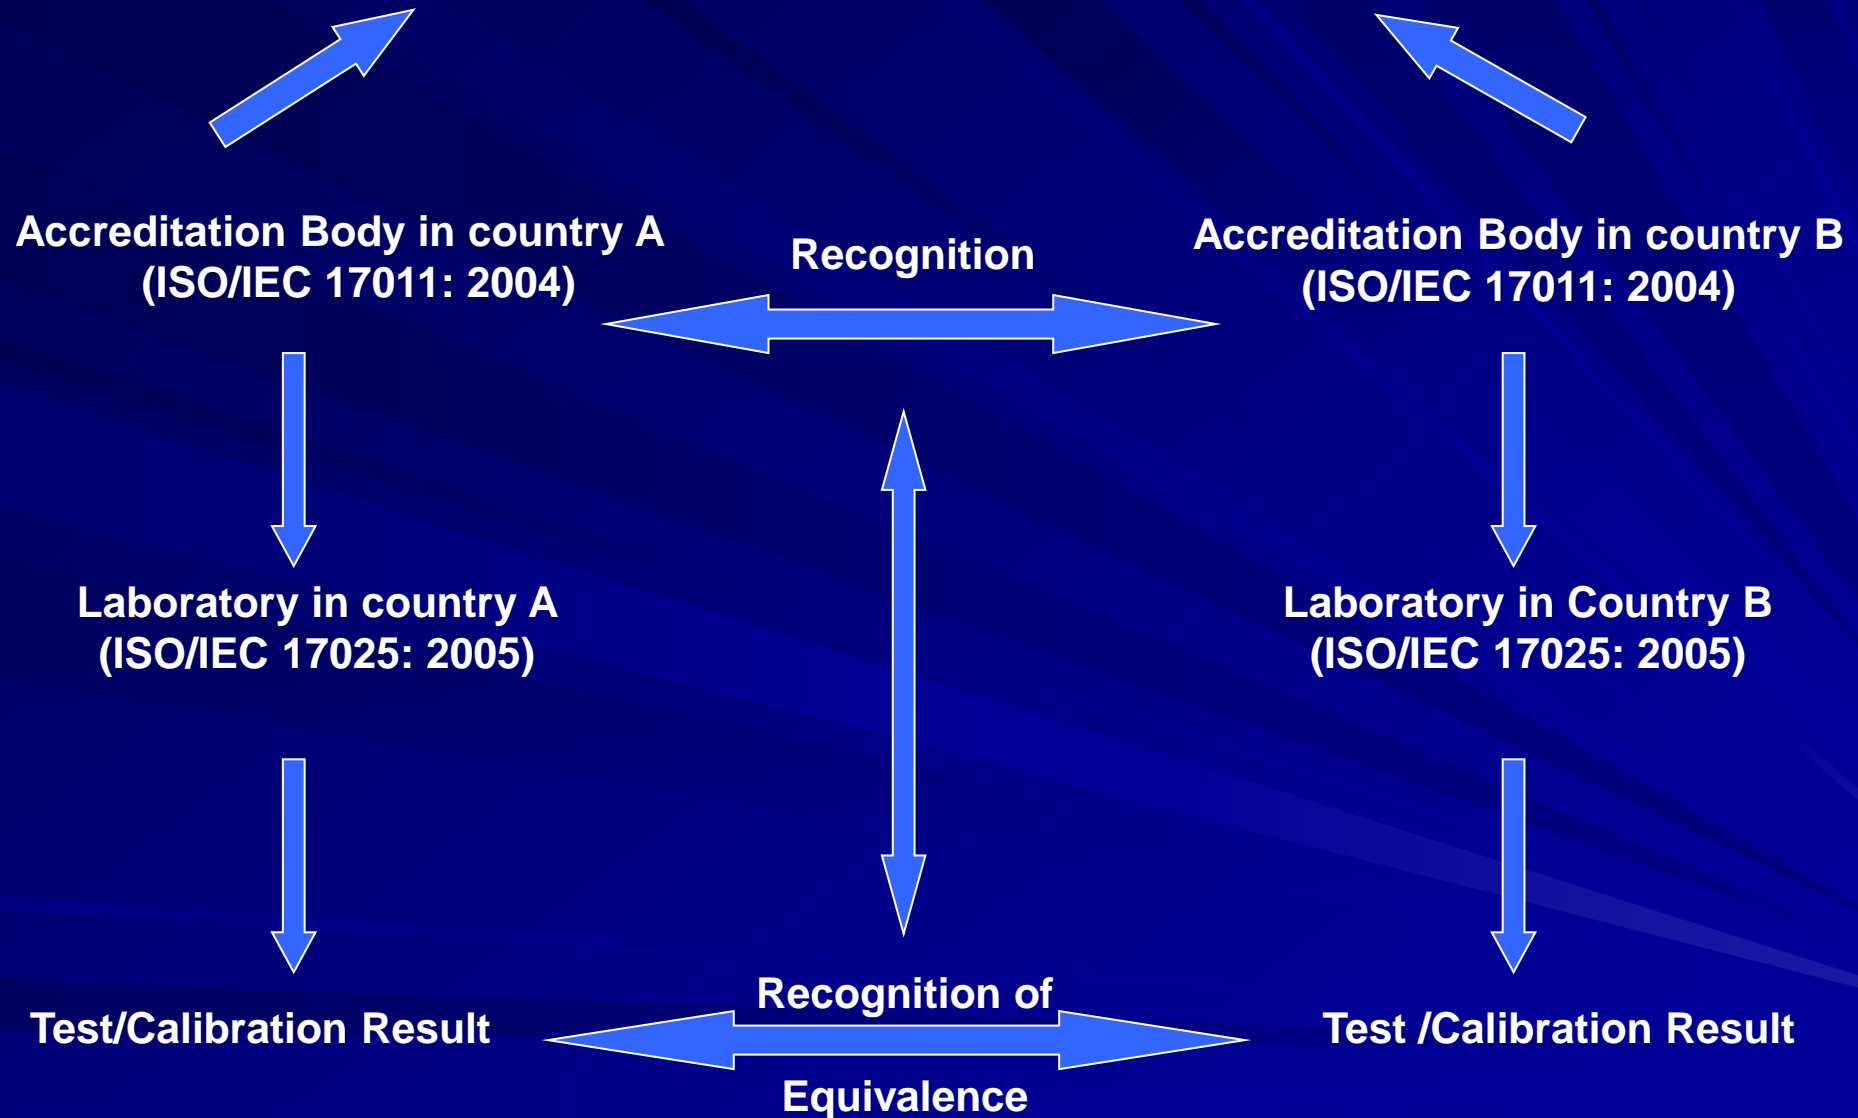 Accreditation Body in country A
(ISO/IEC 17011: 2004)
Recognition
Accreditation Body in country B
(ISO/IEC 17011: 2004)
Laboratory in country A
(ISO/IEC 17025: 2005)
Laboratory in Country B
(ISO/IEC 17025: 2005)
Test/Calibration Result
Recognition of
Equivalence
Test /Calibration Result